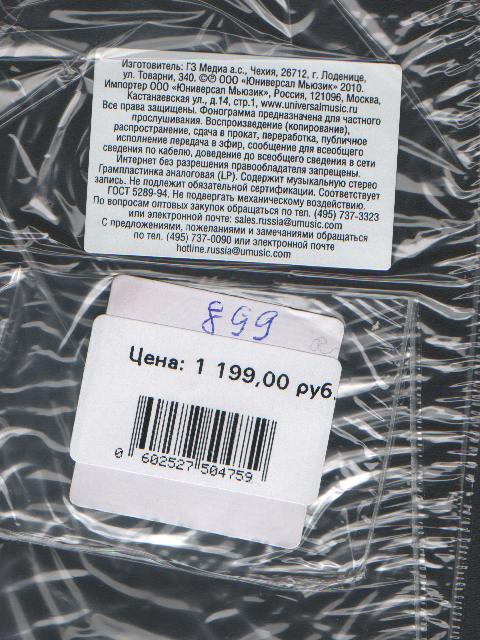 Изготовитель: ГЗ Медиа а.с., Чехия, 26712, г. Лоденице,
ул. Товарни, 340. ©℗ ООО «Юниверсал Мьюзик» 2010.
Импортер ООО «Юниверсал Мьюзик», Россия, 121096, Москва,
Кастанаевская ул., д.14, стр.1, www.universalmusic.ru
Все права защищены. Фонограмма предназначена для частного
прослушивания. Воспроизведение (копирование),
распространение, сдача в прокат, переработка, публичное
исполнение передача в эфир, сообщение для всеобщего
сведения по кабелю, доведение до всеобщего сведения в сети
Интернет без разрешения правообладателя запрещены.
Грампластинка аналоговая (LP). Содержит музыкальную стерео
запись. Не подлежит обязательной сертификации. Соответствует
ГОСТ 5289-94. Не подвергать механическому воздействию.
По вопросам оптовых закупок обращаться по тел. (495) 737-3323
или электронной почте: sales.russia@umusic.com
С предложениями, пожеланиями и замечаниями обращаться
по тел. (495) 737-0090 или электронной почте
hotline.russia@umusic.com
899
Цена: 1 199,00 руб.
0 602527 504759